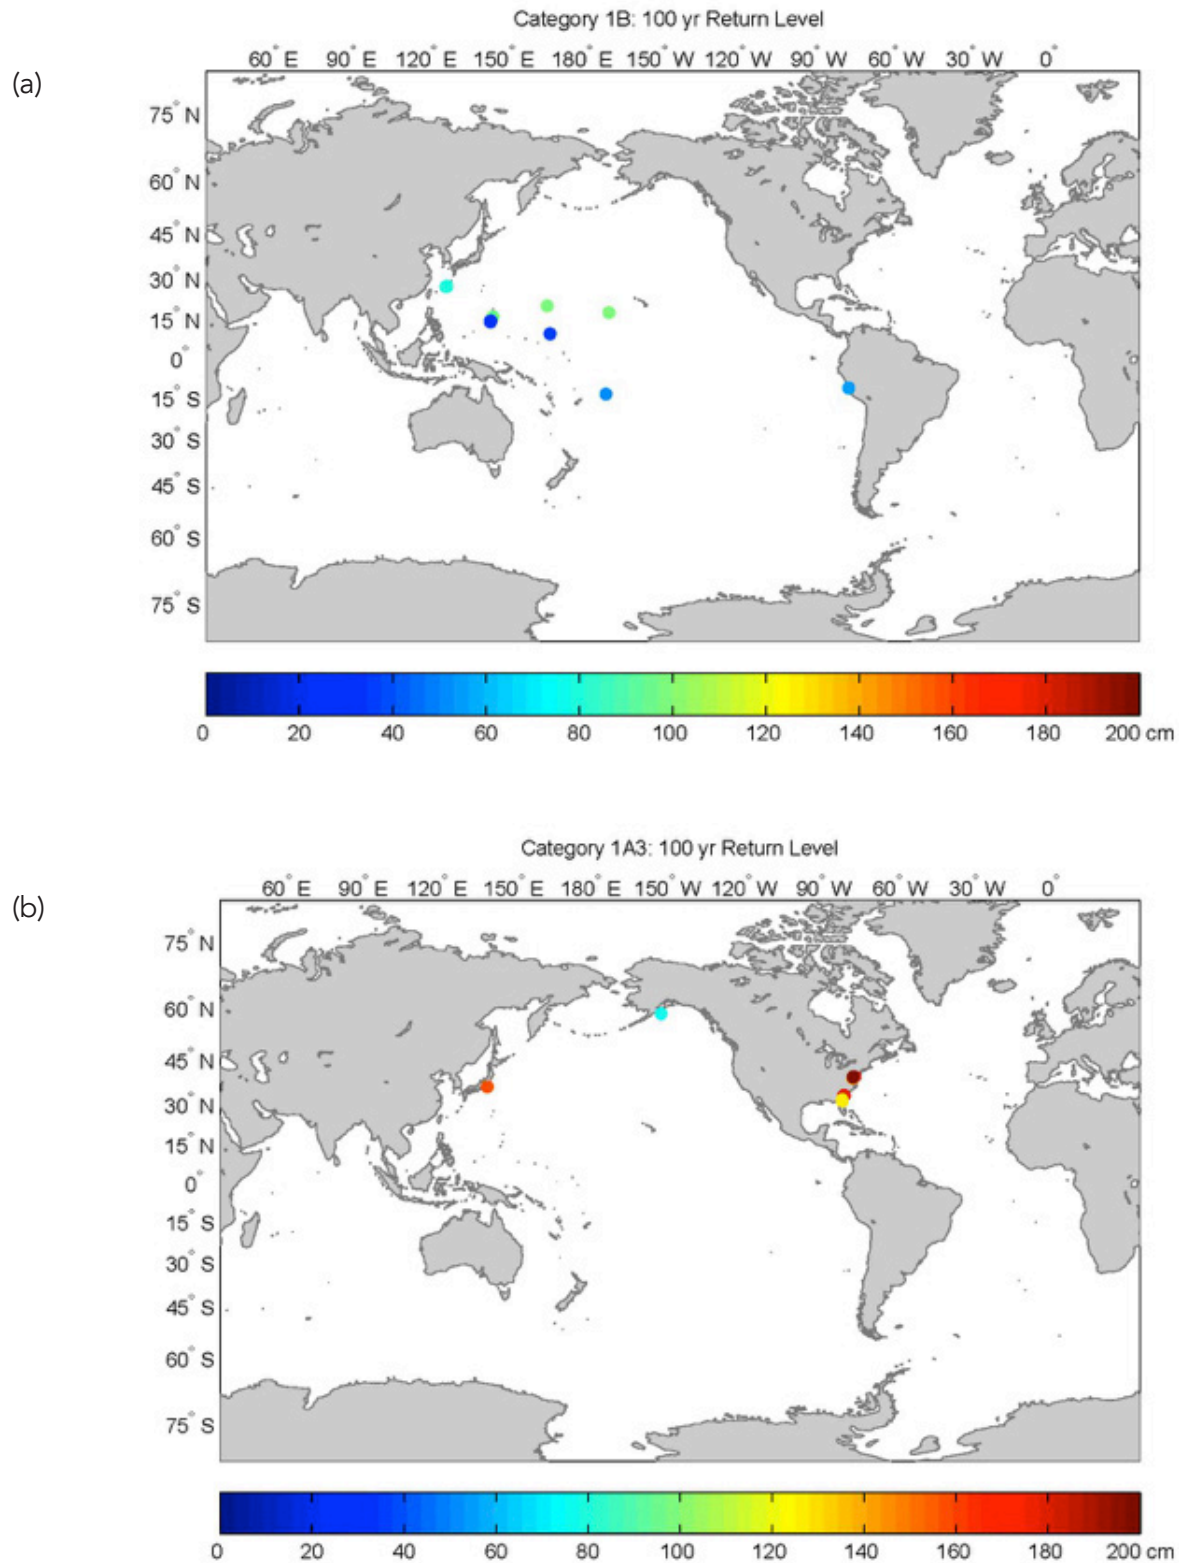 (a)
Category 1B: 100 yr Return Level
60° E 90° E 120° E 150° E 180° E 150° W 120° W 90° W 60° W 30° W 0°
75° N
60° N
45° N
30° N
15° N
0°
15° S
30° S
45° S
60° S
75° S
0 20 40 60 80 100 120 140 160 180 200 cm
(b)
Category 1A3: 100 yr Return Level
60° E 90° E 120° E 150° E 180° E 150° W 120° W 90° W 60° W 30° W 0°
75° N
60° N
45° N
30° N
15° N
0°
15° S
30° S
45° S
60° S
75° S
0 20 40 60 80 100 120 140 160 180 200 cm